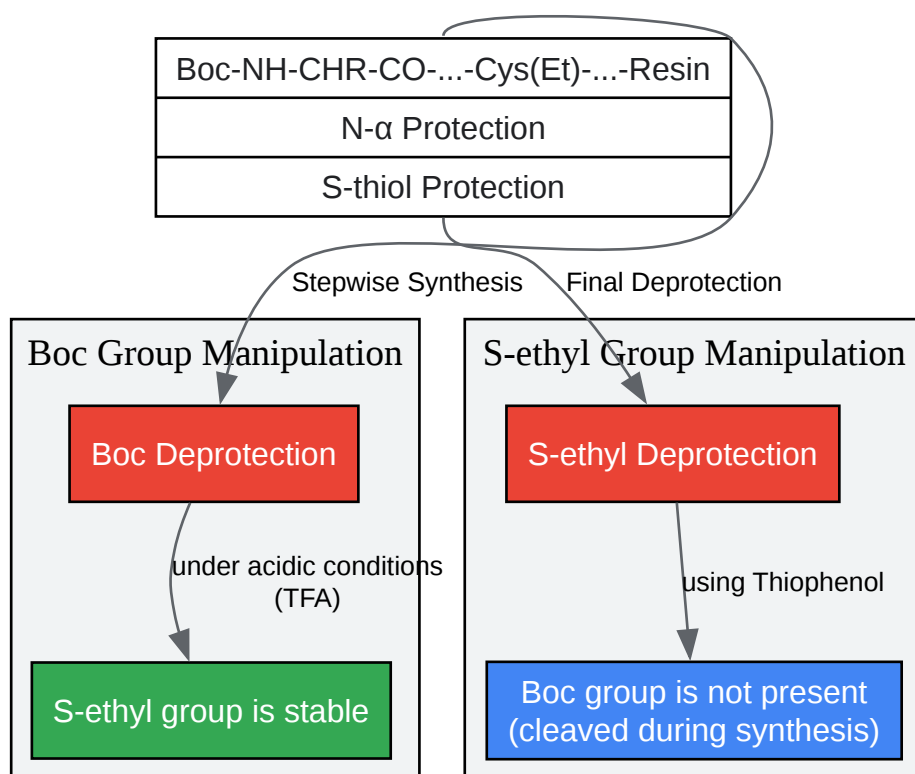 Boc-NH-CHR-CO-...-Cys(Et)-...-Resin
N-α Protection
S-thiol Protection
Stepwise Synthesis
Final Deprotection
Boc Group Manipulation
S-ethyl Group Manipulation
Boc Deprotection
S-ethyl Deprotection
under acidic conditions
(TFA)
using Thiophenol
S-ethyl group is stable
Boc group is not present
(cleaved during synthesis)